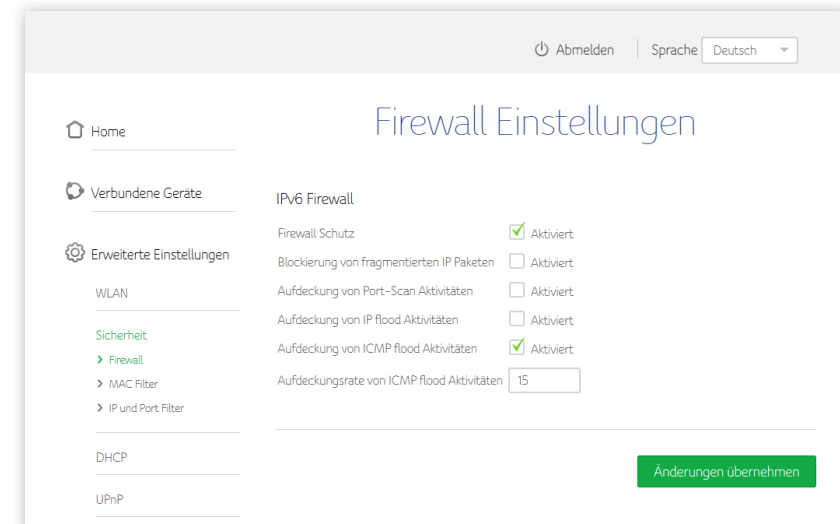 Abmelden Sprache Deutsch
Firewall Einstellungen
Home
Verbundene Geräte
Erweiterte Einstellungen
WLAN
Sicherheit
Firewall
MAC Filter
IP und Port Filter
DHCP
UPnP
IPv6 Firewall
Firewall Schutz Aktiviert
Blockierung von fragmentierten IP Paketen Aktiviert
Aufdeckung von Port-Scan Aktivitäten Aktiviert
Aufdeckung von IP flood Aktivitäten Aktiviert
Aufdeckung von ICMP flood Aktivitäten Aktiviert
Aufdeckungsrate von ICMP flood Aktivitäten 15
Änderungen übernehmen